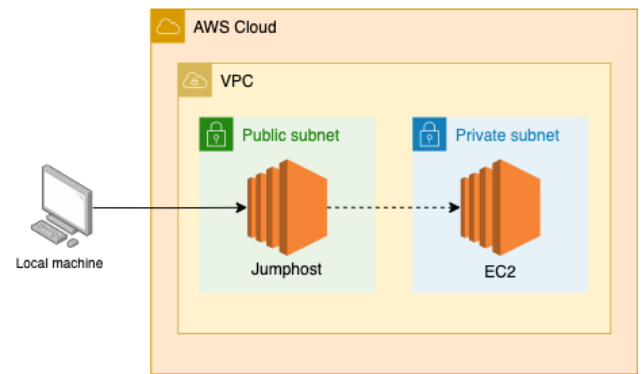 AWS Cloud
VPC
Public subnet
Private subnet
Local machine
Jumphost
EC2